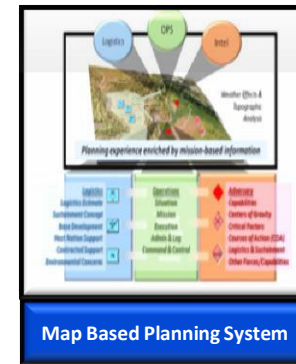 Logistics
OPS
Intel
Weather Effects &
Topographic
Analysis
Planning experience enriched by mission-based information
Logistics
Logistics Estimate
Sustainment Concept
Base Development
Host Nation Support
Contracted Support
Environmental Concerns
Operations
Situation
Mission
Execution
Admin & Log
Command & Control
Adversary
Capabilities
Centers of Gravity
Critical Factors
Courses of Action (COA)
Logistics & Sustainment
Other Forces/Capabilities
Map Based Planning System